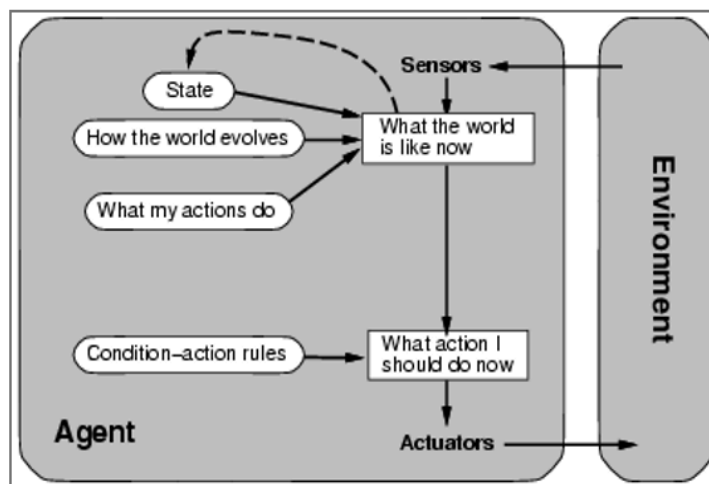 Sensors
State
What the world
is like now
How the world evolves
What my actions do
Environment
What action I
should do now
Condition–action rules
Agent
Actuators